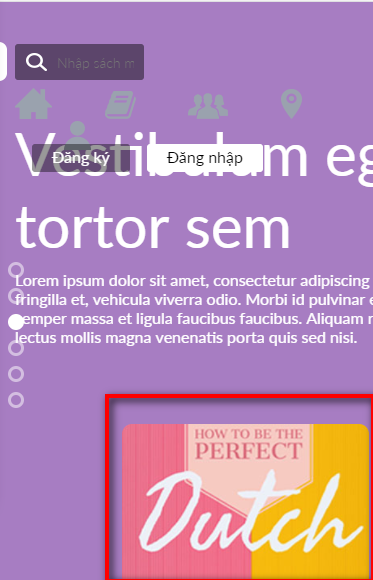 Nhập sách m
Vestibulum eg
Đăng ký
Đăng nhập
tortor sem
Lorem ipsum dolor sit amet, consectetur adipiscing
fringilla et, vehicula viverra odio. Morbi id pulvinar e
semper massa et ligula faucibus faucibus. Aliquam r
lectus mollis magna venenatis porta quis sed nisi.
HOW TO BE THE
PERFECT
Dutch